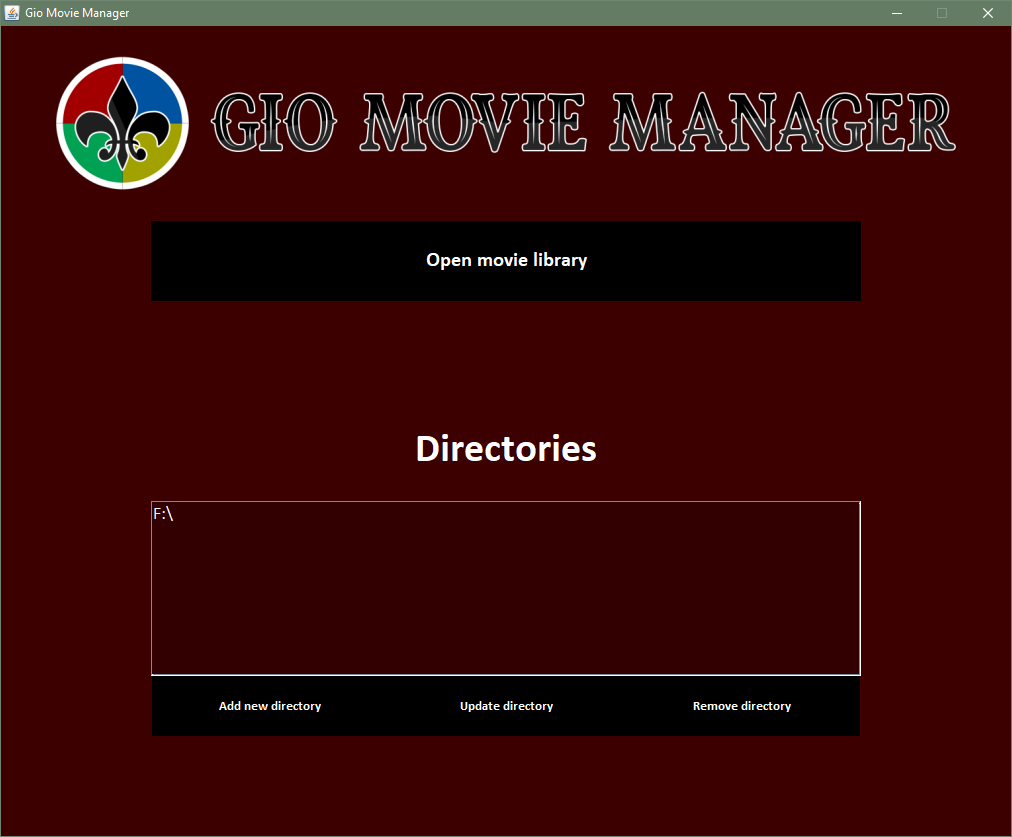 Gio Movie Manager
GIO MOVIE MANAGER
Open movie library
Directories
F:\
Add new directory
Update directory
Remove directory